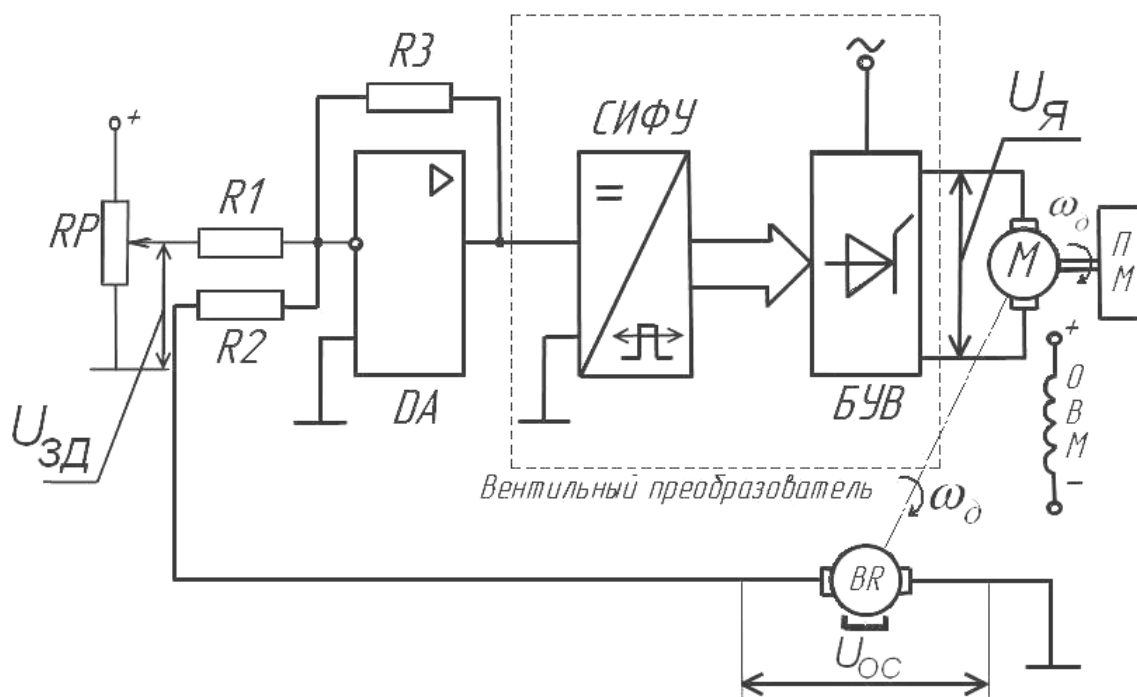 R3
СИФУ
~
Uя
+
RP
R1
▷
=
ωд
М
П
М
R2
DA
БУВ
+
О
В
М
−
Uзд
Вентильный преобразователь
ωд
BR
Uос